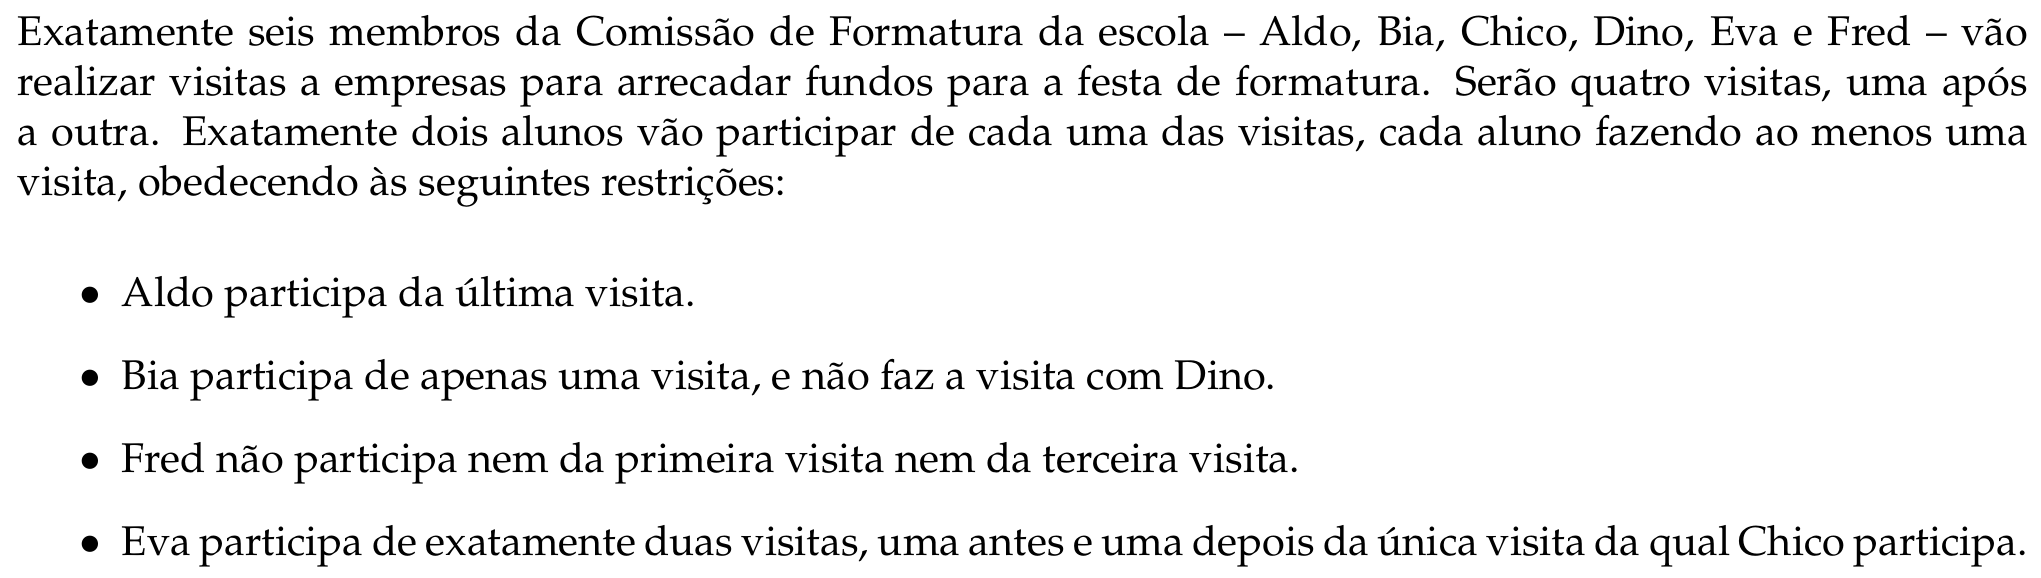 Exatamente seis membros da Comissão de Formatura da escola – Aldo, Bia, Chico, Dino, Eva e Fred – vão
realizar visitas a empresas para arrecadar fundos para a festa de formatura. Serão quatro visitas, uma após
a outra. Exatamente dois alunos vão participar de cada uma das visitas, cada aluno fazendo ao menos uma
visita, obedecendo às seguintes restrições:
• Aldo participa da última visita.
• Bia participa de apenas uma visita, e não faz a visita com Dino.
• Fred não participa nem da primeira visita nem da terceira visita.
• Eva participa de exatamente duas visitas, uma antes e uma depois da única visita da qual Chico participa.